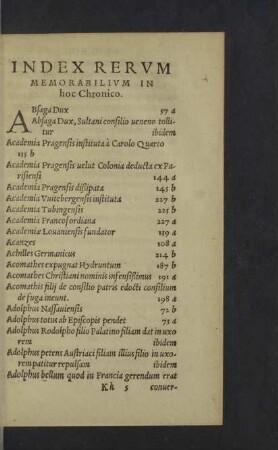 INDEX RERVM
MEMORABILIVM IN
hoc Chronico.
ABsaga Dux 57 a
Absaga Dux, Sultani consilio ueneno tolli-
tur ibidem
Academia Pragensis instituta à Carolo Quarto
115 b
Academia Pragensis uelut Colonia deducta ex Pa-
risiensi 144 a
Academia Pragensis dissipata 145 b
Academia Vuitebergensis instituta 227 b
Academia Tubingensis 225 b
Academia Francofordiana 227 a
Academiæ Louaniensis fundator 119 a
Acanzes 108 a
Achilles Germanicus 214 b
Acomathes expugnat Hydruntum 187 b
Acomathes Christiani nominis infensissimus 191 a
Acomathis filij de consilio patris edocti consilium
de fuga ineunt. 198 a
Adolphus Nassauiensis 72 b
Adolphus totus ab Episcopis pendet 73 a
Adolphus Rodolpho filio Palatino filiam dat in uxo
rem ibidem
Adolphus petens Austriaci filiam illius filio in uxo-
rem patitur repulsam ibidem
Adolphus bellum quod in Francia gerendum erat
Kh 5 conuer-